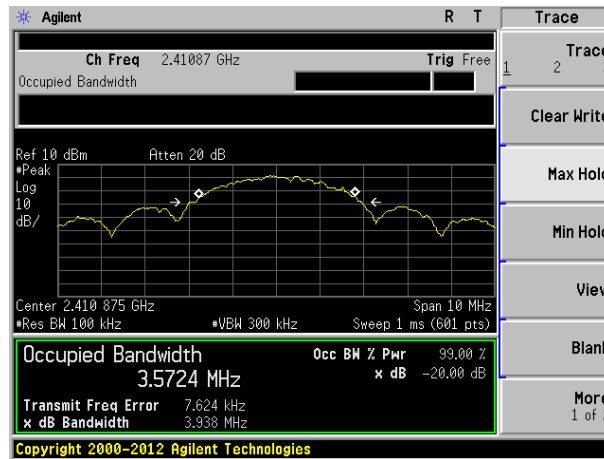 Agilent
R T
Trace
Ch Freq 2.41087 GHz
Trig Free
Occupied Bandwidth
Trace
1 2
Clear Write
Ref 10 dBm Atten 20 dB
#Peak
Log
10
dB/
Max Hold
Min Hold
Center 2.410 875 GHz Span 10 MHz
#Res BW 100 kHz #VBW 300 kHz Sweep 1 ms (601 pts)
View
Occupied Bandwidth
3.5724 MHz
Occ BW % Pwr 99.00 %
x dB -20.00 dB
Transmit Freq Error 7.624 kHz
x dB Bandwidth 3.938 MHz
Blank
More
1 of
Copyright 2000-2012 Agilent Technologies